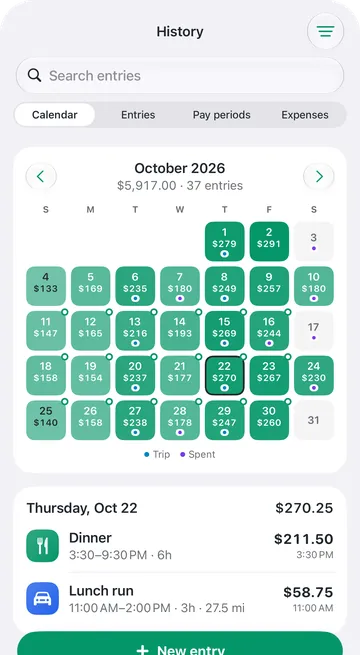 History
Search entries
Calendar Entries Pay periods Expenses
October 2026
$5,917.00 · 37 entries
S M T W T F S
1 2 3
$279 $291
4 5 6 7 8 9 10
$133 $169 $235 $180 $249 $257 $180
11 12 13 14 15 16 17
$147 $165 $216 $193 $269 $244
18 19 20 21 22 23 24
$158 $154 $237 $177 $270 $267 $230
25 26 27 28 29 30 31
$140 $158 $238 $178 $247 $260
Trip Spent
Thursday, Oct 22 $270.25
Dinner $211.50
3:30–9:30 PM · 6h 3:30 PM
Lunch run $58.75
11:00 AM–2:00 PM · 3h · 27.5 mi 11:00 AM
+ New entry